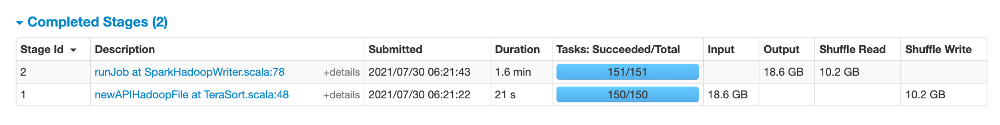 Completed Stages (2)
Stage Id Description Submitted Duration Tasks: Succeeded/Total Input Output Shuffle Read Shuffle Write
2 runJob at SparkHadoopWriter.scala:78 +details 2021/07/30 06:21:43 1.6 min 151/151 18.6 GB 10.2 GB
1 newAPIHadoopFile at TeraSort.scala:48 +details 2021/07/30 06:21:22 21 s 150/150 18.6 GB 10.2 GB